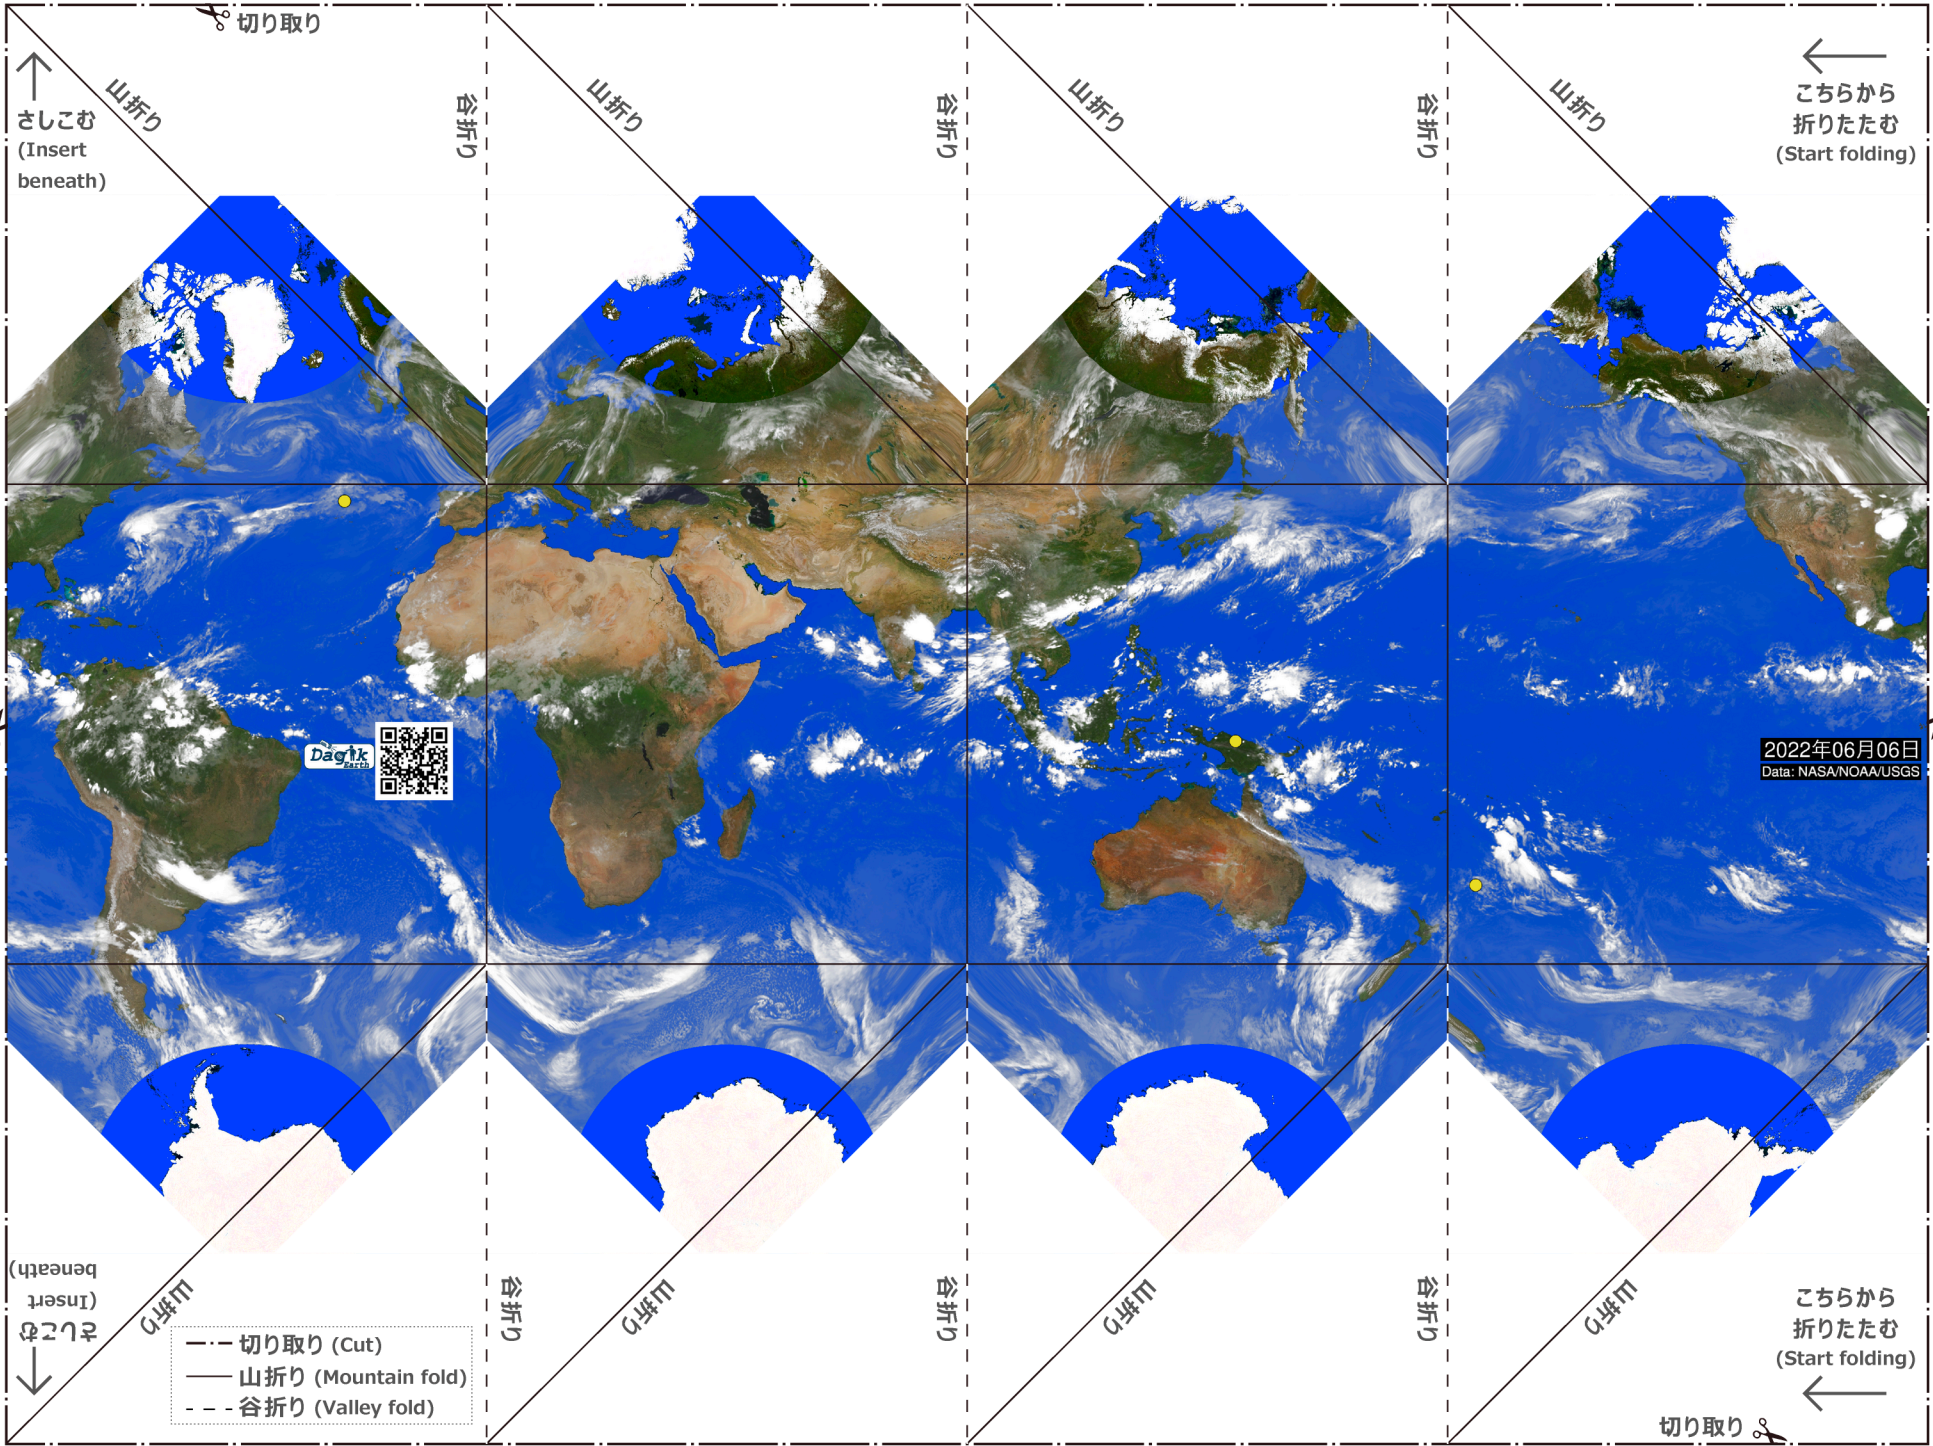 切り取り
山折り
谷折り
山折り
谷折り
山折り
谷折り
山折り
さしこむ
(Insert
beneath)
こちらから
折りたたむ
(Start folding)
Dagik
Earth
2022年06月06日
Data: NASA/NOAA/USGS
さしこむ
(Insert
beneath)
山折り
谷折り
山折り
谷折り
山折り
谷折り
山折り
切り取り (Cut)
山折り (Mountain fold)
谷折り (Valley fold)
こちらから
折りたたむ
(Start folding)
切り取り